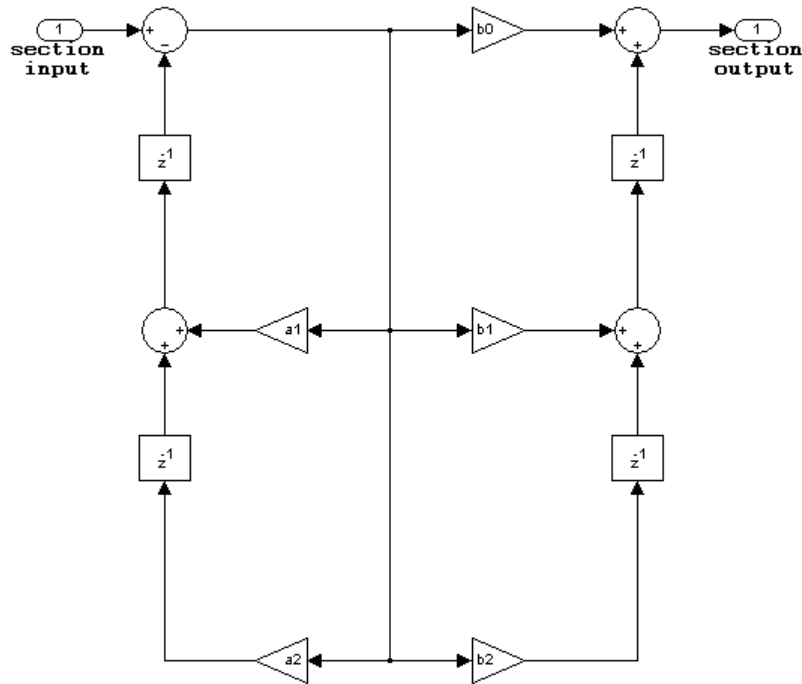 1
+
−
section
input
b0
+
+
1
section
output
z-1
z-1
+
+
a1
b1
+
+
z-1
z-1
a2
b2